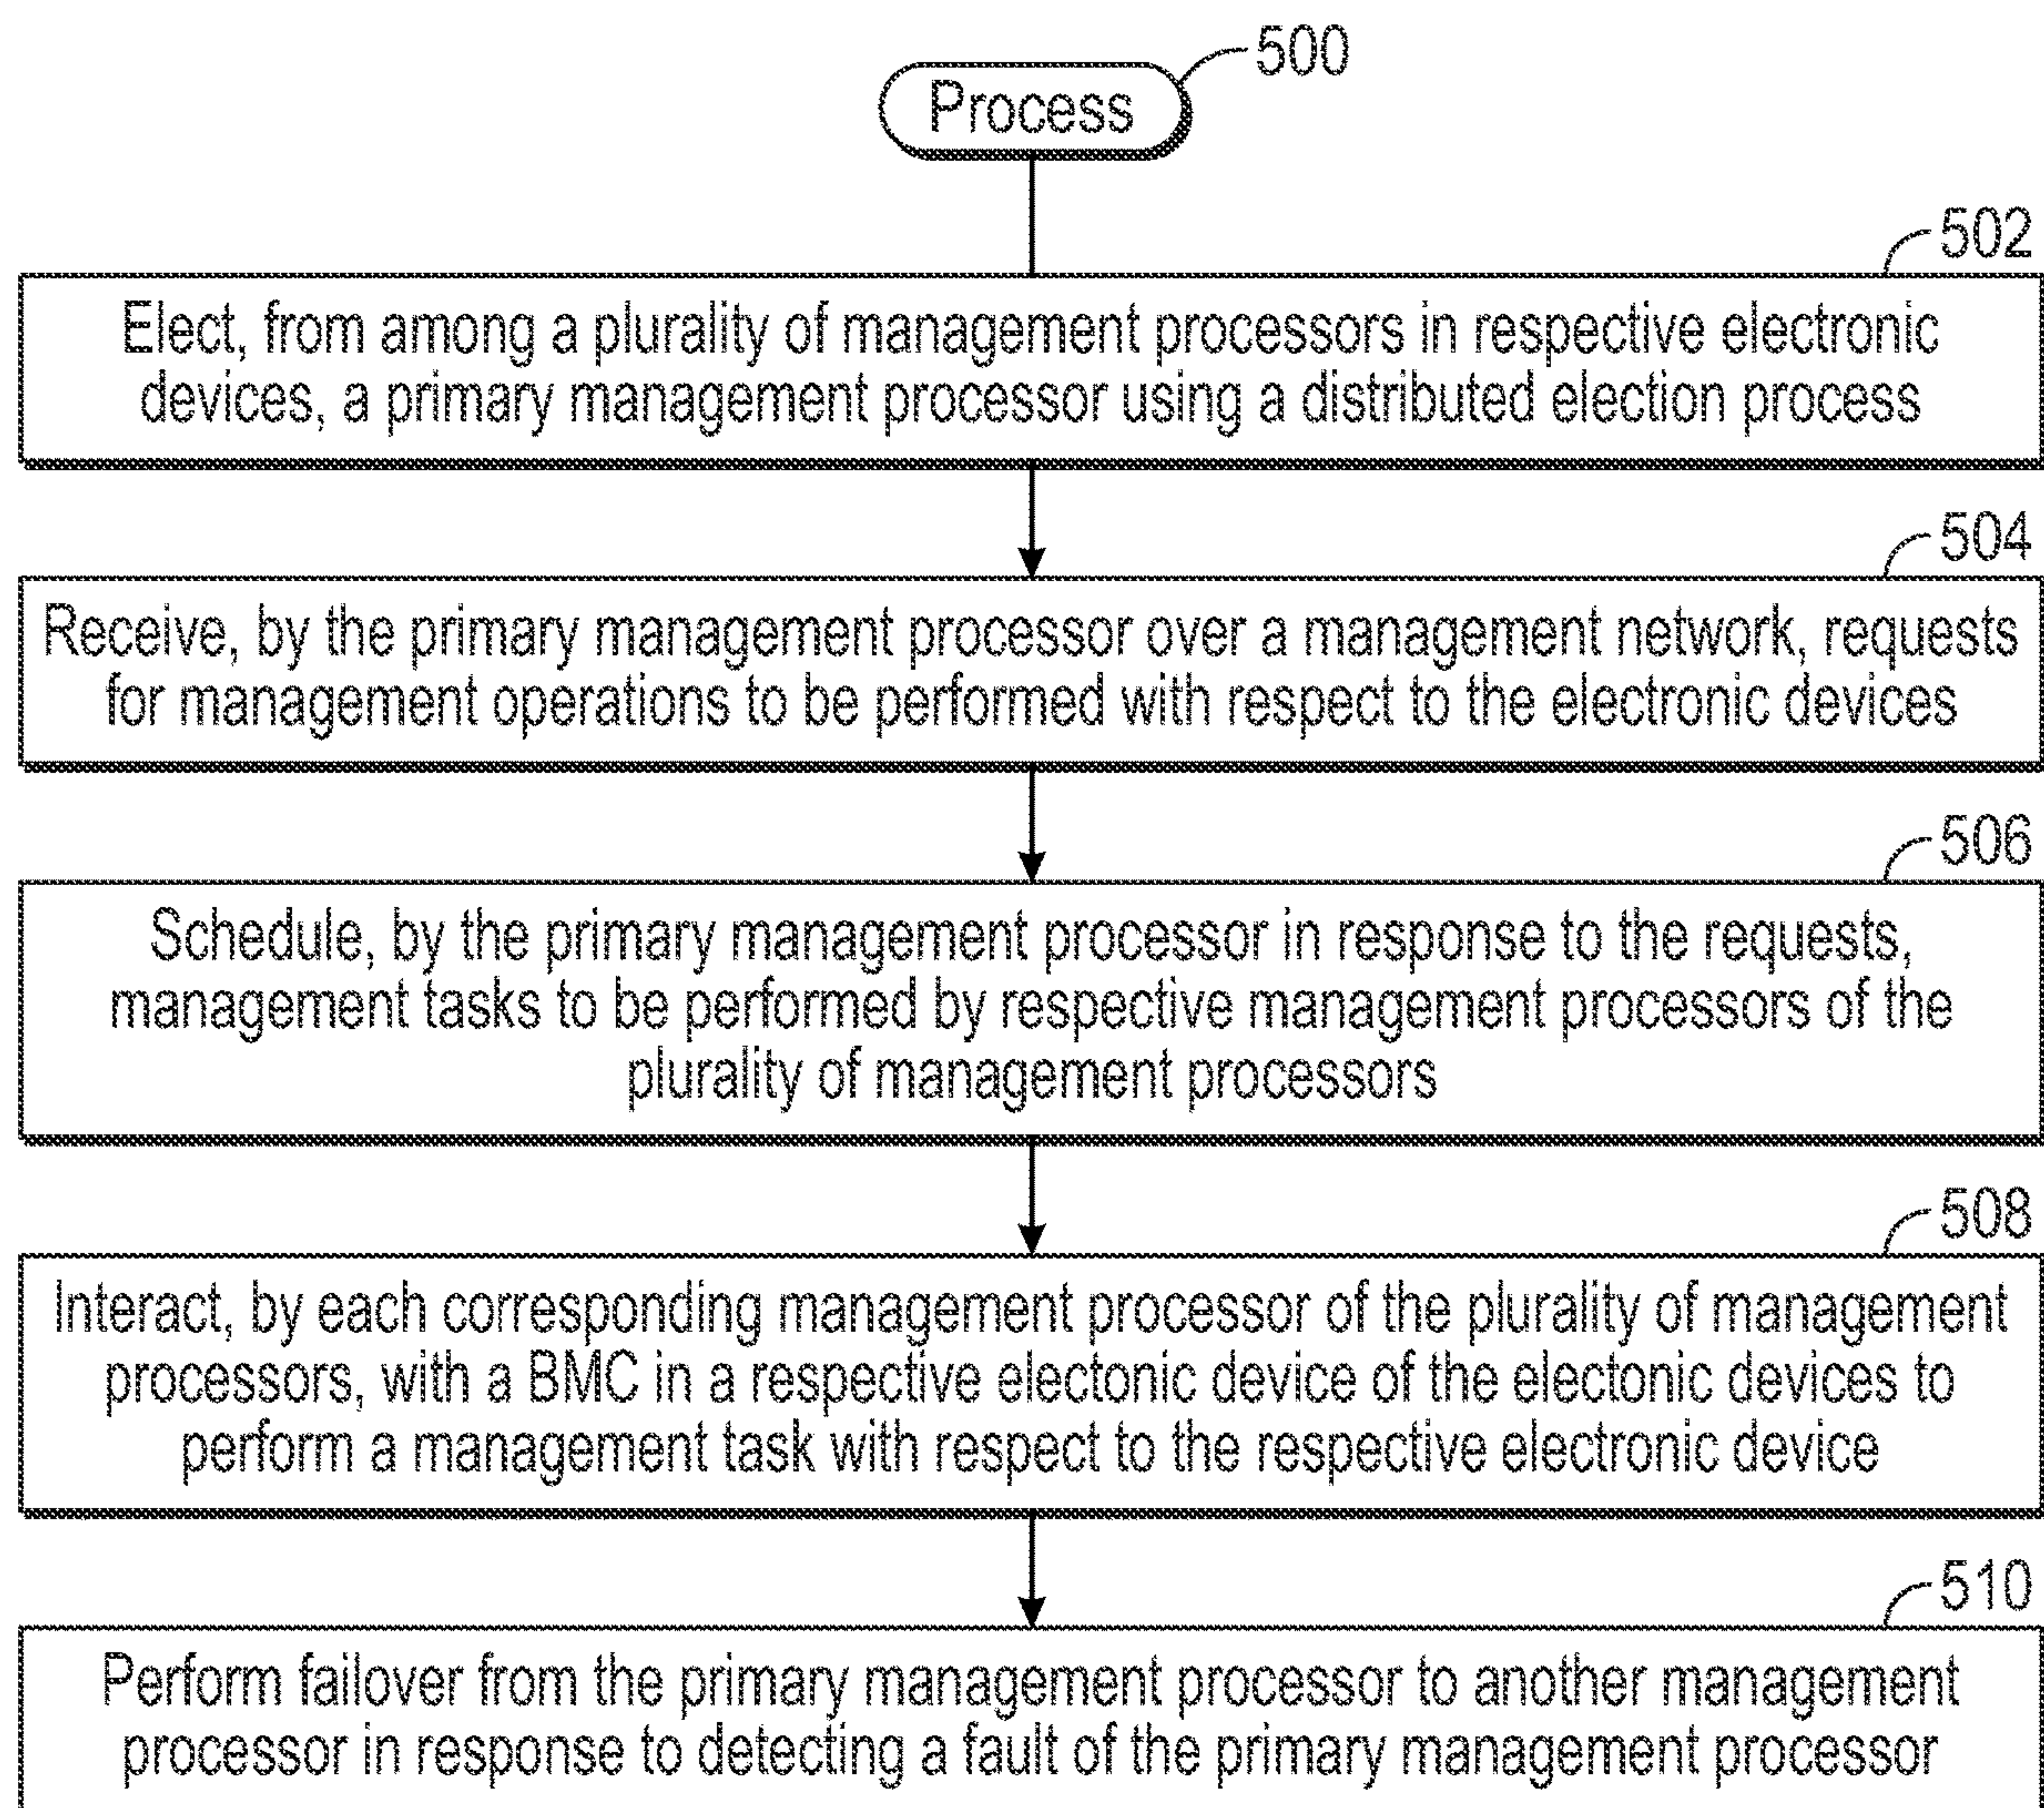 500
Process
502
Elect, from among a plurality of management processors in respective electronic
devices, a primary management processor using a distributed election process
504
Receive, by the primary management processor over a management network, requests
for management operations to be performed with respect to the electronic devices
506
Schedule, by the primary management processor in response to the requests,
management tasks to be performed by respective management processors of the
plurality of management processors
508
Interact, by each corresponding management processor of the plurality of management
processors, with a BMC in a respective electonic device of the electonic devices to
perform a management task with respect to the respective electronic device
510
Perform failover from the primary management processor to another management
processor in response to detecting a fault of the primary management processor